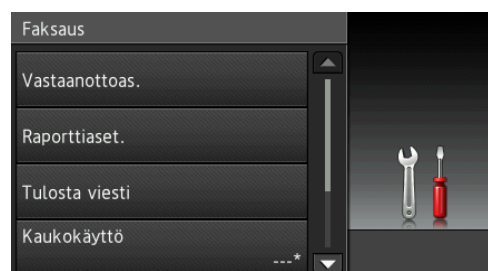 Faksaus
Vastaanottoas.
Raporttiaset.
Tulosta viesti
Kaukokäyttö
---*